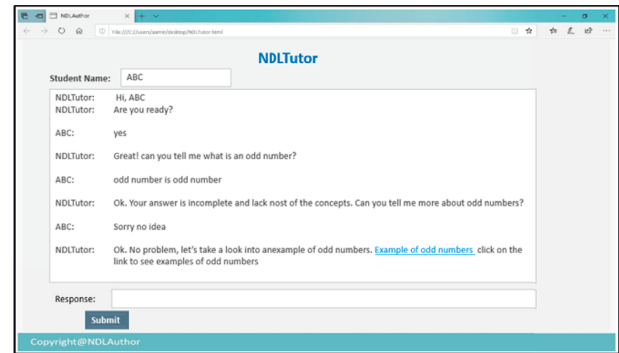 NDLAuthor
NDLTutor
Student Name: ABC
NDLTutor: Hi, ABC
NDLTutor: Are you ready?
ABC: yes
NDLTutor: Great! can you tell me what is an odd number?
ABC: odd number is odd number
NDLTutor: Ok. Your answer is incomplete and lack nost of the concepts. Can you tell me more about odd numbers?
ABC: Sorry no idea
NDLTutor: Ok. No problem, let's take a look into anexample of odd numbers. Example of odd numbers click on the
link to see examples of odd numbers
Response:
Submit
Copyright@NDLAuthor